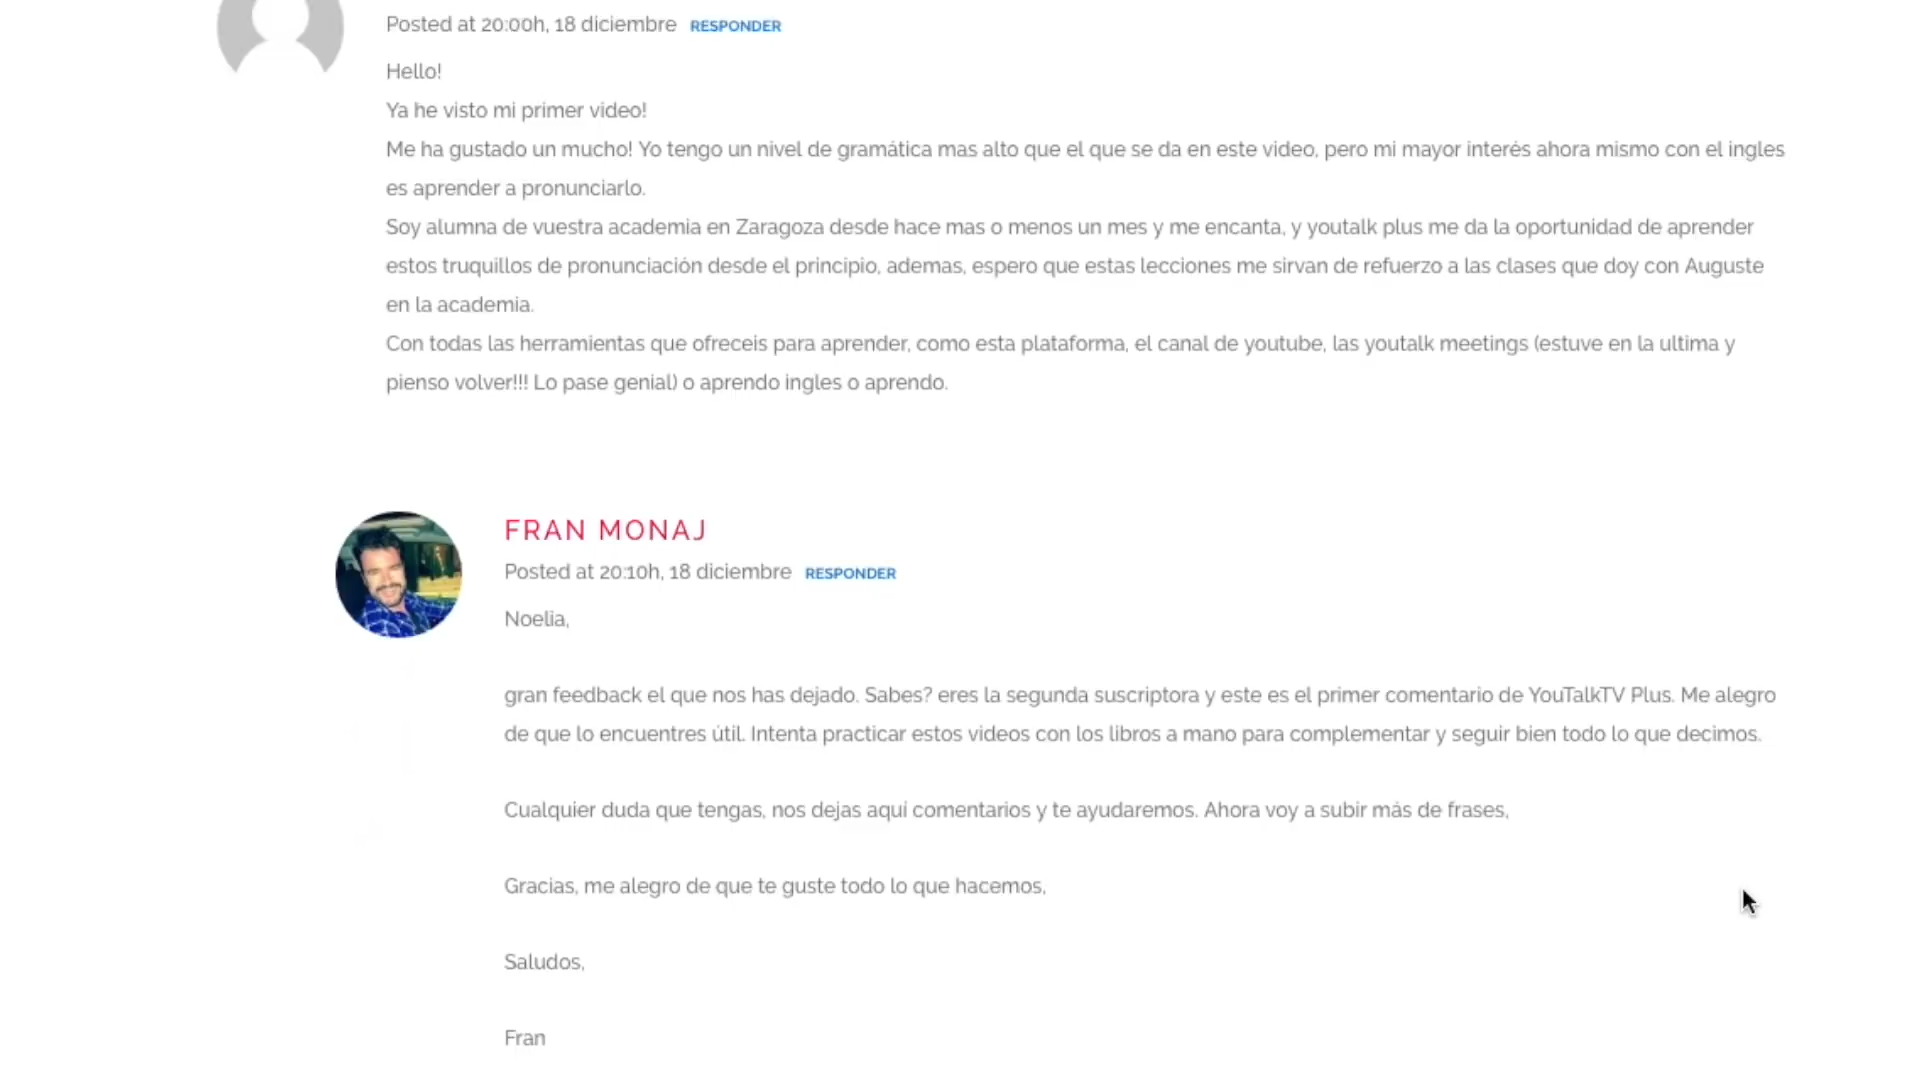 Posted at 20:00h, 18 diciembre RESPONDER
Hello!
Ya he visto mi primer video!
Me ha gustado un mucho! Yo tengo un nivel de gramática mas alto que el que se da en este video, pero mi mayor interés ahora mismo con el ingles
es aprender a pronunciarlo.
Soy alumna de vuestra academia en Zaragoza desde hace mas o menos un mes y me encanta, y youtalk plus me da la oportunidad de aprender
estos truquillos de pronunciación desde el principio, ademas, espero que estas lecciones me sirvan de refuerzo a las clases que doy con Auguste
en la academia.
Con todas las herramientas que ofreceis para aprender, como esta plataforma, el canal de youtube, las youtalk meetings (estuve en la ultima y
pienso volver!!! Lo pase genial) o aprendo ingles o aprendo.
FRAN MONAJ
Posted at 20:10h, 18 diciembre RESPONDER
Noelia,
gran feedback el que nos has dejado. Sabes? eres la segunda suscriptora y este es el primer comentario de YouTalkTV Plus. Me alegro
de que lo encuentres útil. Intenta practicar estos videos con los libros a mano para complementar y seguir bien todo lo que decimos.
Cualquier duda que tengas, nos dejas aquí comentarios y te ayudaremos. Ahora voy a subir más de frases,
Gracias, me alegro de que te guste todo lo que hacemos,
Saludos,
Fran